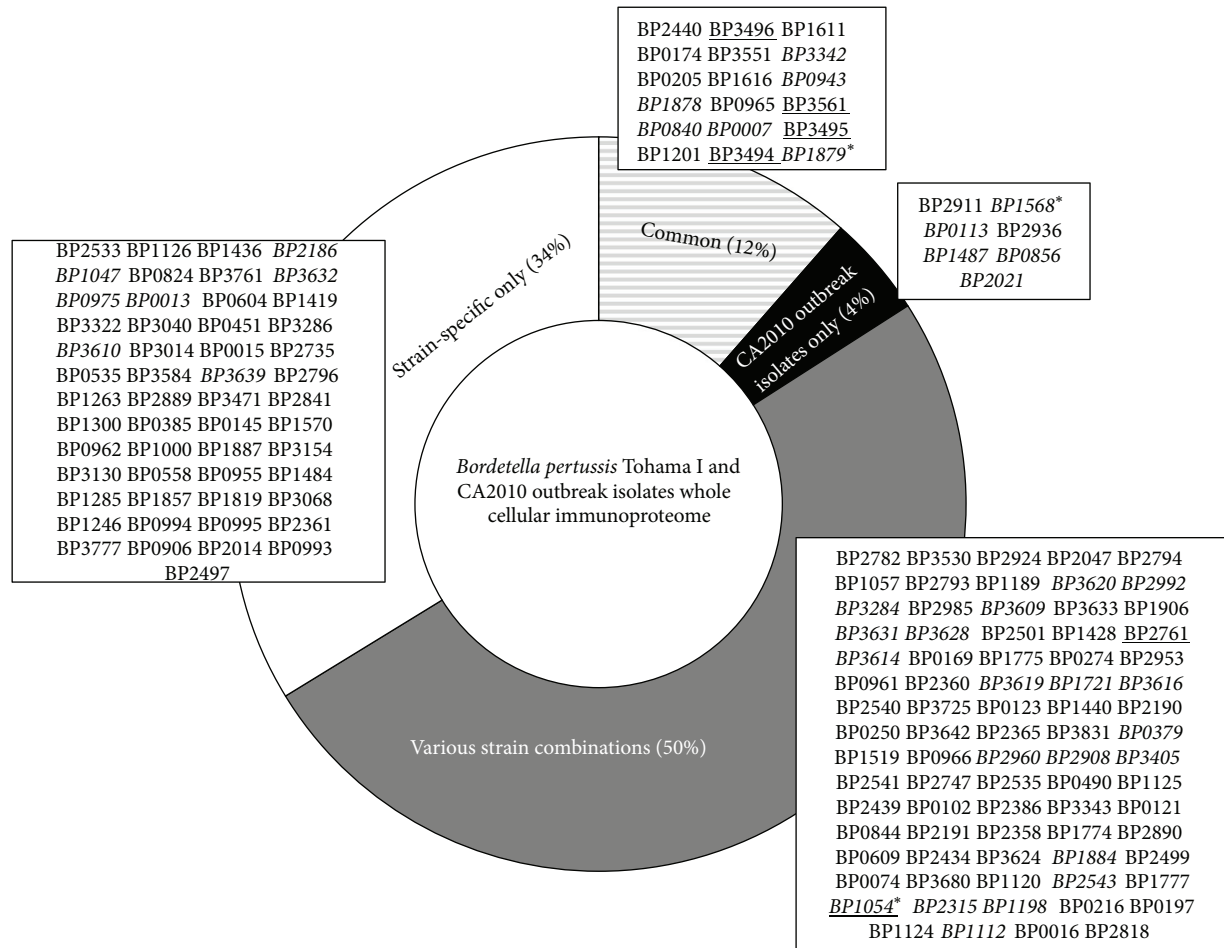 BP2440 BP3496 BP1611
BP0174 BP3551 BP3342
BP0205 BP1616 BP0943
BP1878 BP0965 BP3561
BP0840 BP0007 BP3495
BP1201 BP3494 BP1879*
BP2911 BP1568*
BP0113 BP2936
BP1487 BP0856
BP2021
Common (12%)
CA2010 outbreak
isolates only (4%)
Strain-specific only (34%)
BP2533 BP1126 BP1436 BP2186
BP1047 BP0824 BP3761 BP3632
BP0975 BP0013 BP0604 BP1419
BP3322 BP3040 BP0451 BP3286
BP3610 BP3014 BP0015 BP2735
BP0535 BP3584 BP3639 BP2796
BP1263 BP2889 BP3471 BP2841
BP1300 BP0385 BP0145 BP1570
BP0962 BP1000 BP1887 BP3154
BP3130 BP0558 BP0955 BP1484
BP1285 BP1857 BP1819 BP3068
BP1246 BP0994 BP0995 BP2361
BP3777 BP0906 BP2014 BP0993
BP2497
Bordetella pertussis Tohama I and
CA2010 outbreak isolates whole
cellular immunoproteome
Various strain combinations (50%)
BP2782 BP3530 BP2924 BP2047 BP2794
BP1057 BP2793 BP1189 BP3620 BP2992
BP3284 BP2985 BP3609 BP3633 BP1906
BP3631 BP3628 BP2501 BP1428 BP2761
BP3614 BP0169 BP1775 BP0274 BP2953
BP0961 BP2360 BP3619 BP1721 BP3616
BP2540 BP3725 BP0123 BP1440 BP2190
BP0250 BP3642 BP2365 BP3831 BP0379
BP1519 BP0966 BP2960 BP2908 BP3405
BP2541 BP2747 BP2535 BP0490 BP1125
BP2439 BP0102 BP2386 BP3343 BP0121
BP0844 BP2191 BP2358 BP1774 BP2890
BP0609 BP2434 BP3624 BP1884 BP2499
BP0074 BP3680 BP1120 BP2543 BP1777
BP1054* BP2315 BP1198 BP0216 BP0197
BP1124 BP1112 BP0016 BP2818